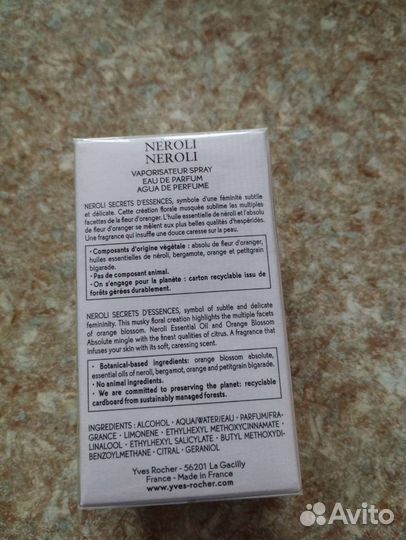 NEROLI
NEROLI
VAPORISATEUR SPRAY
EAU DE PARFUM
AGUA DE PERFUME
NEROLI SECRETS D'ESSENCES, symbole d'une féminité subtile
et délicate. Cette création florale musquée sublime les multiples
facettes de la fleur d'oranger. L'huile essentielle de néroli et l'absolu
de fleur d'oranger se mêlent aux plus belles qualités d'hespéridés.
Une fragrance qui insuffle une douce caresse sur la peau.
• Composants d'origine végétale : absolu de fleur d'oranger,
huiles essentielles de néroli, bergamote, orange et petitgrain
bigarade.
• Pas de composant animal.
• On s'engage pour la planète : carton recyclable issu de
forêts gérées durablement.
NEROLI SECRETS D'ESSENCES, symbol of subtle and delicate
femininity. This musky floral creation highlights the multiple facets
of orange blossom. Neroli Essential Oil and Orange Blossom
Absolute mingle with the finest qualities of citrus. A fragrance that
infuses your skin with its soft, caressing scent.
• Botanical-based ingredients: orange blossom absolute,
essential oils of neroli, bergamot, orange and petitgrain bigarade.
• No animal ingredients.
• We are committed to preserving the planet: recyclable
cardboard from sustainably managed forests.
INGREDIENTS: ALCOHOL • AQUA/WATER/EAU • PARFUM/FRA-
GRANCE • LIMONENE • ETHYLHEXYL METHOXYCINNAMATE •
LINALOOL • ETHYLHEXYL SALICYLATE • BUTYL METHOXYDI-
BENZOYLMETHANE • CITRAL • GERANIOL
Yves Rocher - 56201 La Gacilly
France - Made in France
www.yves-rocher.com
Avito